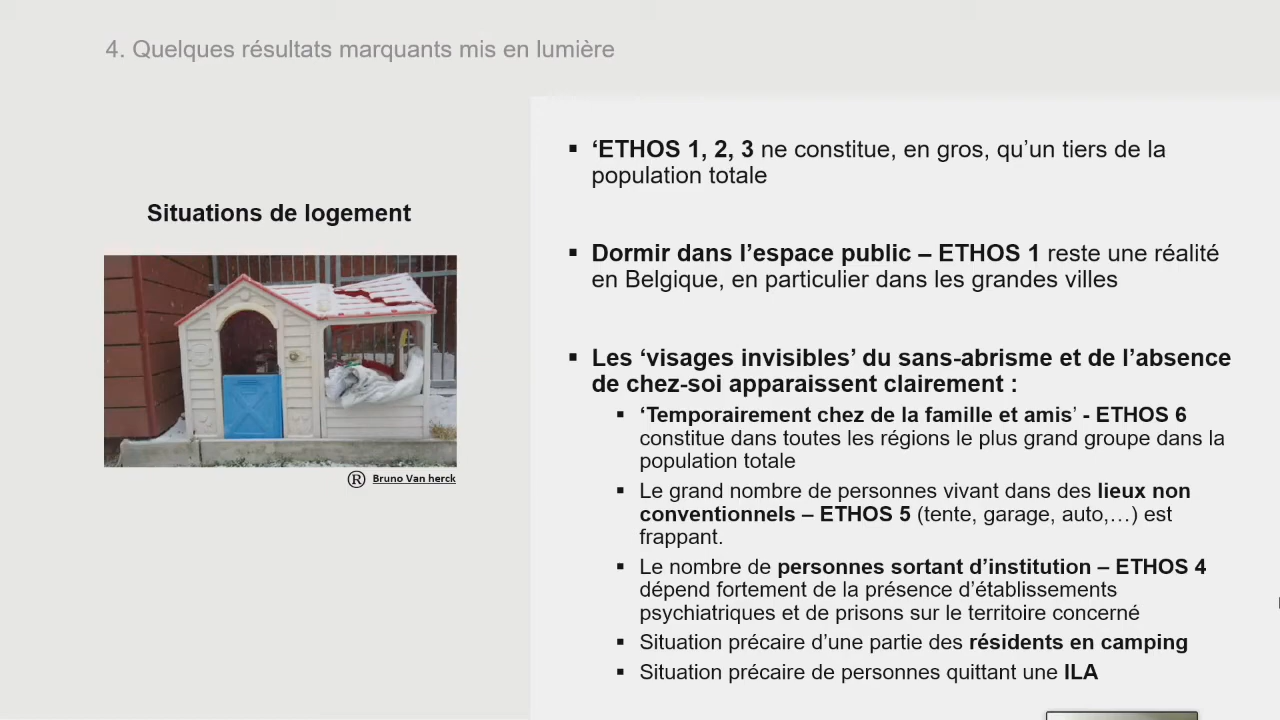 4. Quelques résultats marquants mis en lumière
Situations de logement
® Bruno Van herck
▪ ‘ETHOS 1, 2, 3 ne constitue, en gros, qu’un tiers de la
population totale
▪ Dormir dans l’espace public – ETHOS 1 reste une réalité
en Belgique, en particulier dans les grandes villes
▪ Les ‘visages invisibles’ du sans-abrisme et de l’absence
de chez-soi apparaissent clairement :
▪ ‘Temporairement chez de la famille et amis’ - ETHOS 6
constitue dans toutes les régions le plus grand groupe dans la
population totale
▪ Le grand nombre de personnes vivant dans des lieux non
conventionnels – ETHOS 5 (tente, garage, auto,…) est
frappant.
▪ Le nombre de personnes sortant d’institution – ETHOS 4
dépend fortement de la présence d’établissements
psychiatriques et de prisons sur le territoire concerné
▪ Situation précaire d’une partie des résidents en camping
▪ Situation précaire de personnes quittant une ILA